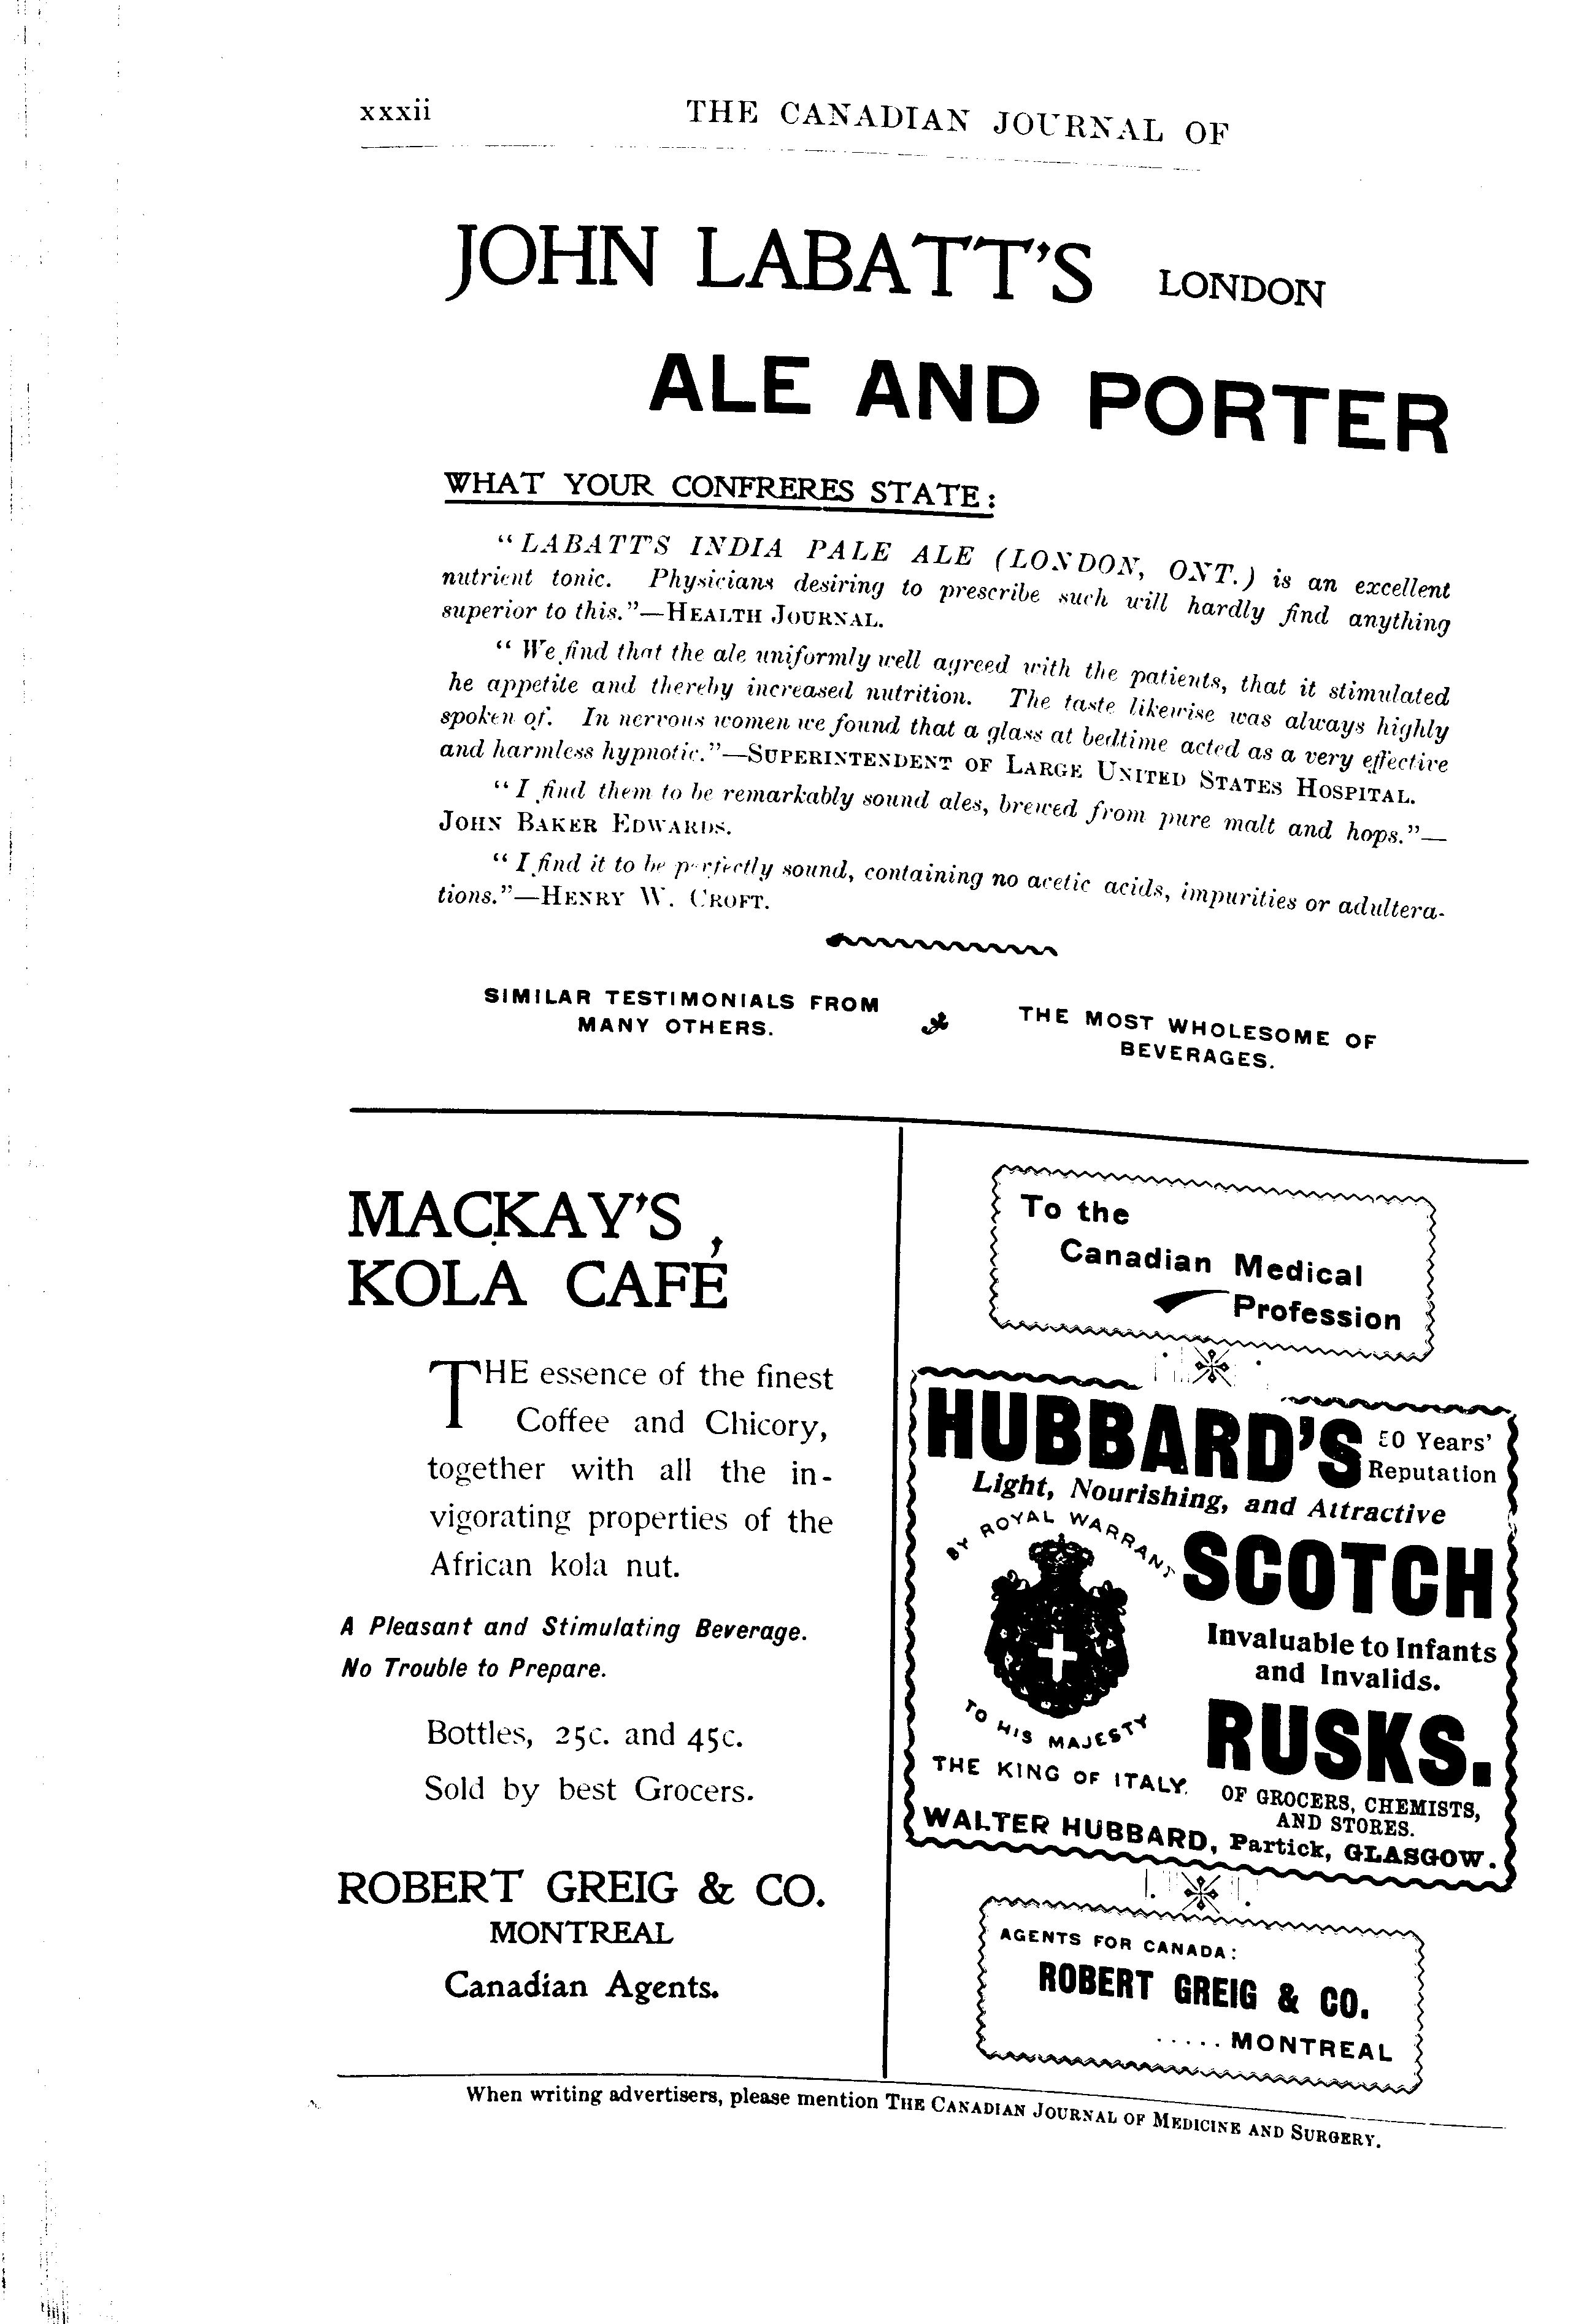 xxxii THE CANADIAN JOURNAL OF
JOHN LABATT'S LONDON
ALE AND PORTER
WHAT YOUR CONFRERES STATE:
"LABATT'S INDIA PALE ALE (LONDON, ONT.) is an excellent
nutrient tonic. Physicians desiring to prescribe such will hardly find anything
superior to this."—HEALTH JOURNAL.
"We find that the ale uniformly well agreed with the patients, that it stimulated
he appetite and thereby increased nutrition. The taste likewise was always highly
spoken of. In nervous women we found that a glass at bedtime acted as a very effective
and harmless hypnotic."—SUPERINTENDENT OF LARGE UNITED STATES HOSPITAL.
"I find them to be remarkably sound ales, brewed from pure malt and hops."—
JOHN BAKER EDWARDS.
"I find it to be perfectly sound, containing no acetic acids, impurities or adultera-
tions."—HENRY W. CROFT.
SIMILAR TESTIMONIALS FROM
MANY OTHERS.
THE MOST WHOLESOME OF
BEVERAGES.
MACKAY'S
KOLA CAFÉ
THE essence of the finest
Coffee and Chicory,
together with all the in-
vigorating properties of the
African kola nut.
A Pleasant and Stimulating Beverage.
No Trouble to Prepare.
Bottles, 25c. and 45c.
Sold by best Grocers.
ROBERT GREIG & CO.
MONTREAL
Canadian Agents.
To the
Canadian Medical
Profession
HUBBARD'S
Years'
Reputation
Light, Nourishing, and Attractive
BY ROYAL WARRANT
SCOTCH
Invaluable to Infants
and Invalids.
TO HIS MAJESTY
THE KING OF ITALY.
RUSKS.
OF GROCERS, CHEMISTS,
AND STORES.
WALTER HUBBARD, Partick, GLASGOW.
AGENTS FOR CANADA:
ROBERT GREIG & CO.
.....MONTREAL
When writing advertisers, please mention THE CANADIAN JOURNAL OF MEDICINE AND SURGERY.